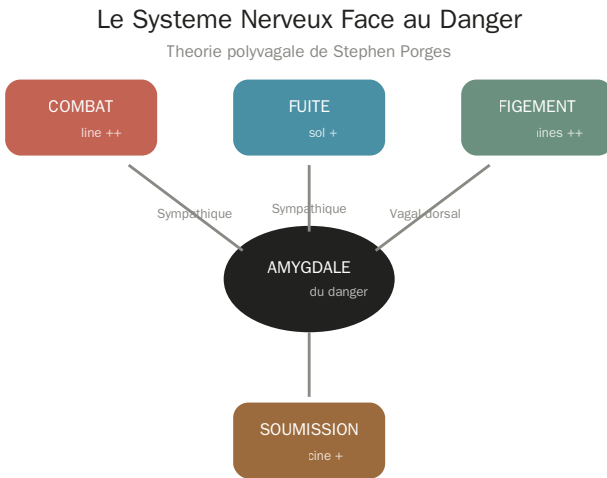 Le Systeme Nerveux Face au Danger
Theorie polyvagale de Stephen Porges
COMBAT
line ++
FUITE
sol +
FIGEMENT
ines ++
Sympathique
Sympathique
Vagal dorsal
AMYGDALE
du danger
SOUMISSION
cine +